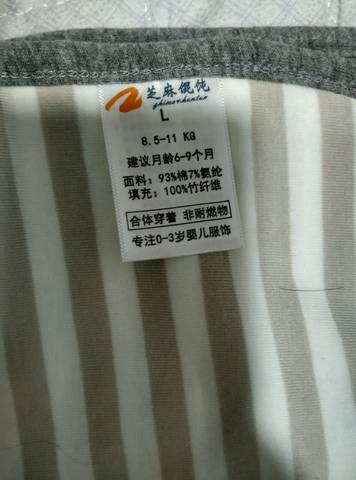 芝麻馄饨
zhimahuntun
L
8.5-11 KG
建议月龄6-9个月
面料：93%棉7%氨纶
填充：100%竹纤维
合体穿着 非耐燃物
专注0-3岁婴儿服饰